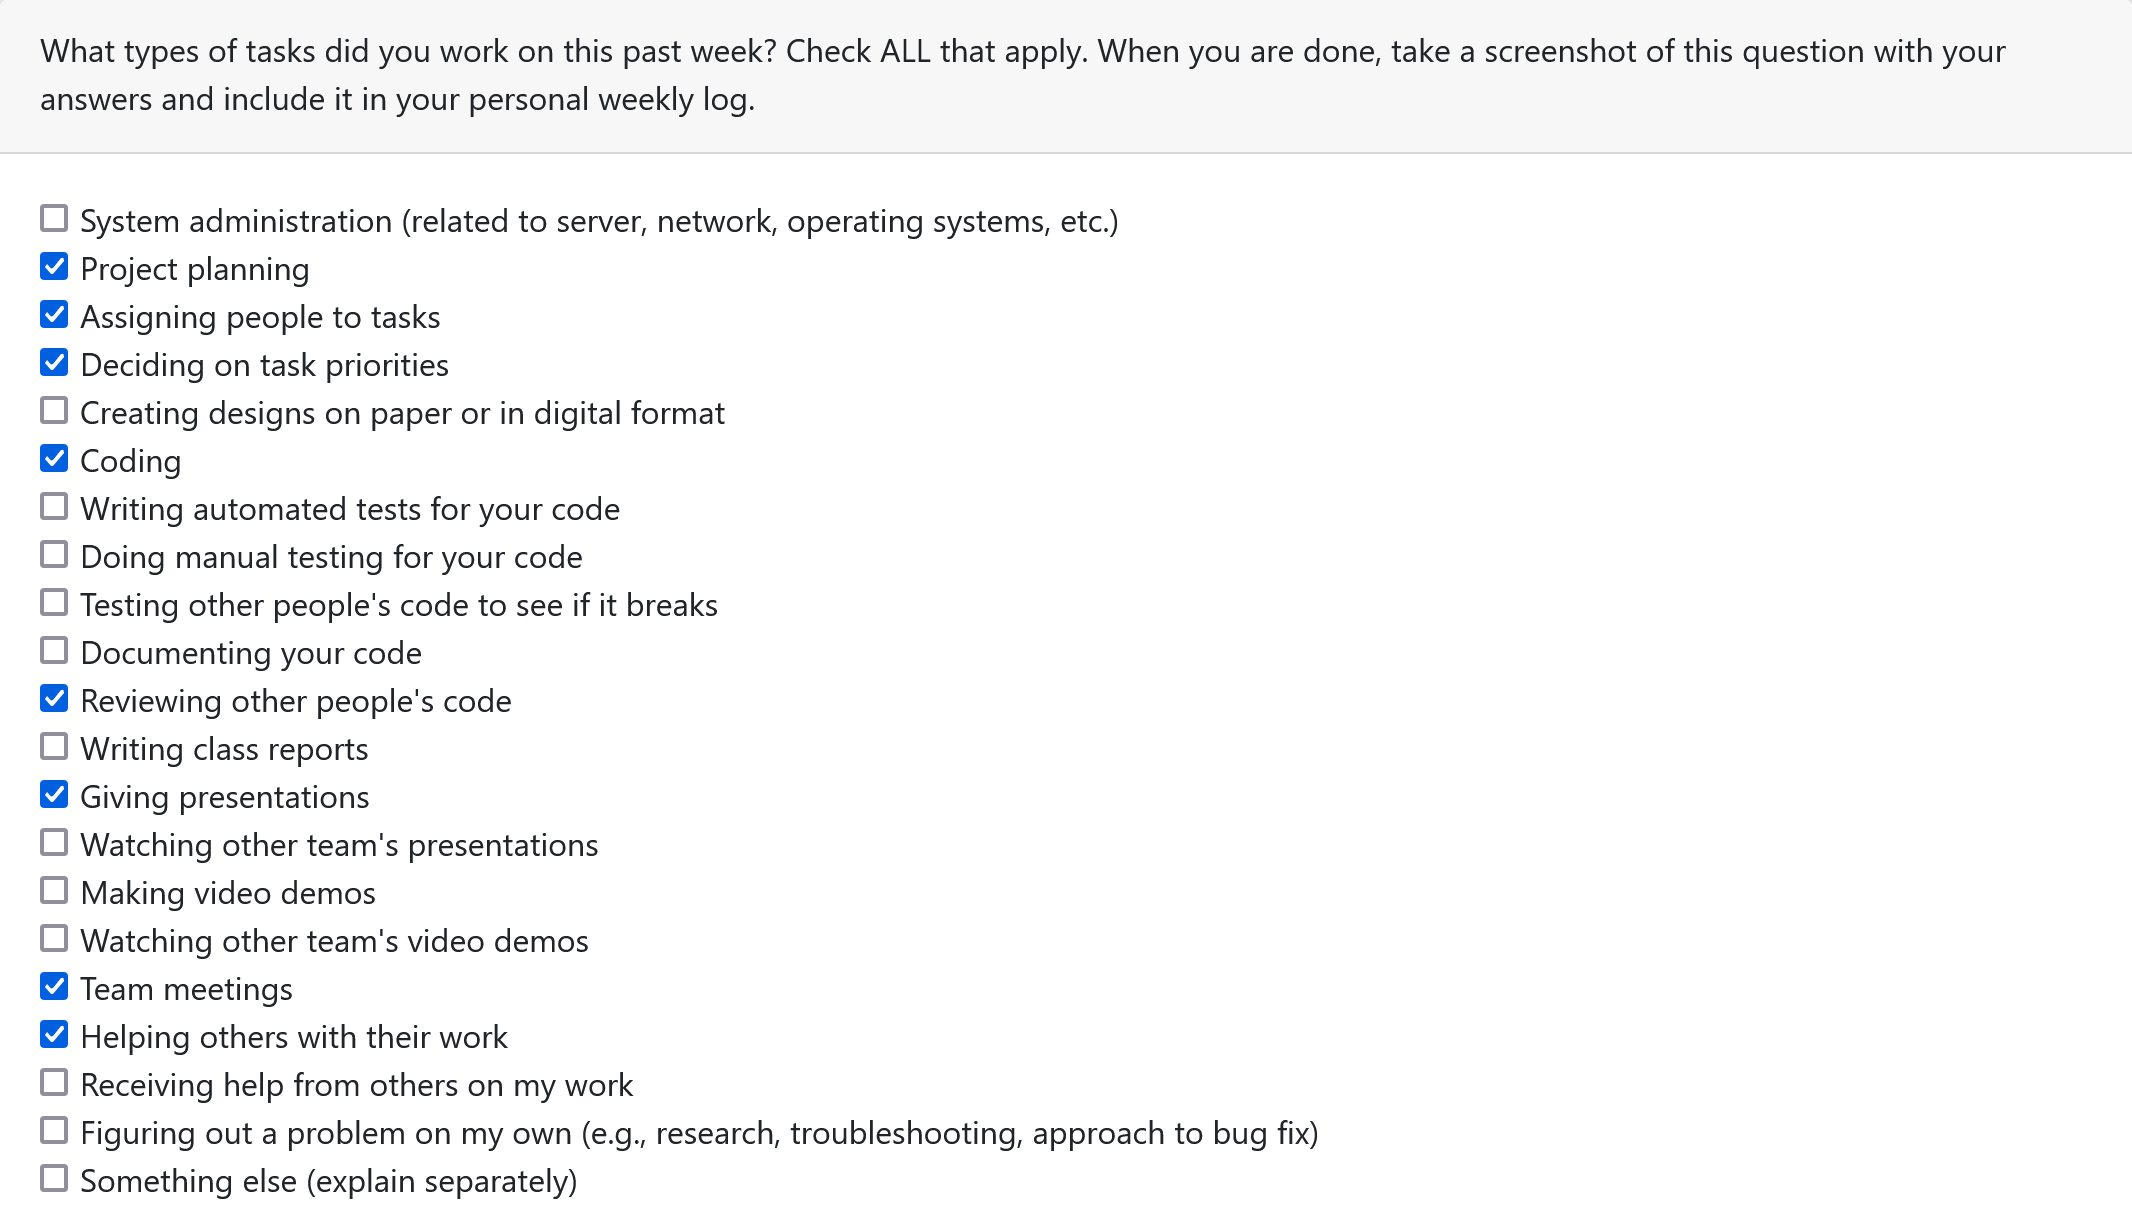 What types of tasks did you work on this past week? Check ALL that apply. When you are done, take a screenshot of this question with your
answers and include it in your personal weekly log.
System administration (related to server, network, operating systems, etc.)
Project planning
Assigning people to tasks
Deciding on task priorities
Creating designs on paper or in digital format
Coding
Writing automated tests for your code
Doing manual testing for your code
Testing other people's code to see if it breaks
Documenting your code
Reviewing other people's code
Writing class reports
Giving presentations
Watching other team's presentations
Making video demos
Watching other team's video demos
Team meetings
Helping others with their work
Receiving help from others on my work
Figuring out a problem on my own (e.g., research, troubleshooting, approach to bug fix)
Something else (explain separately)